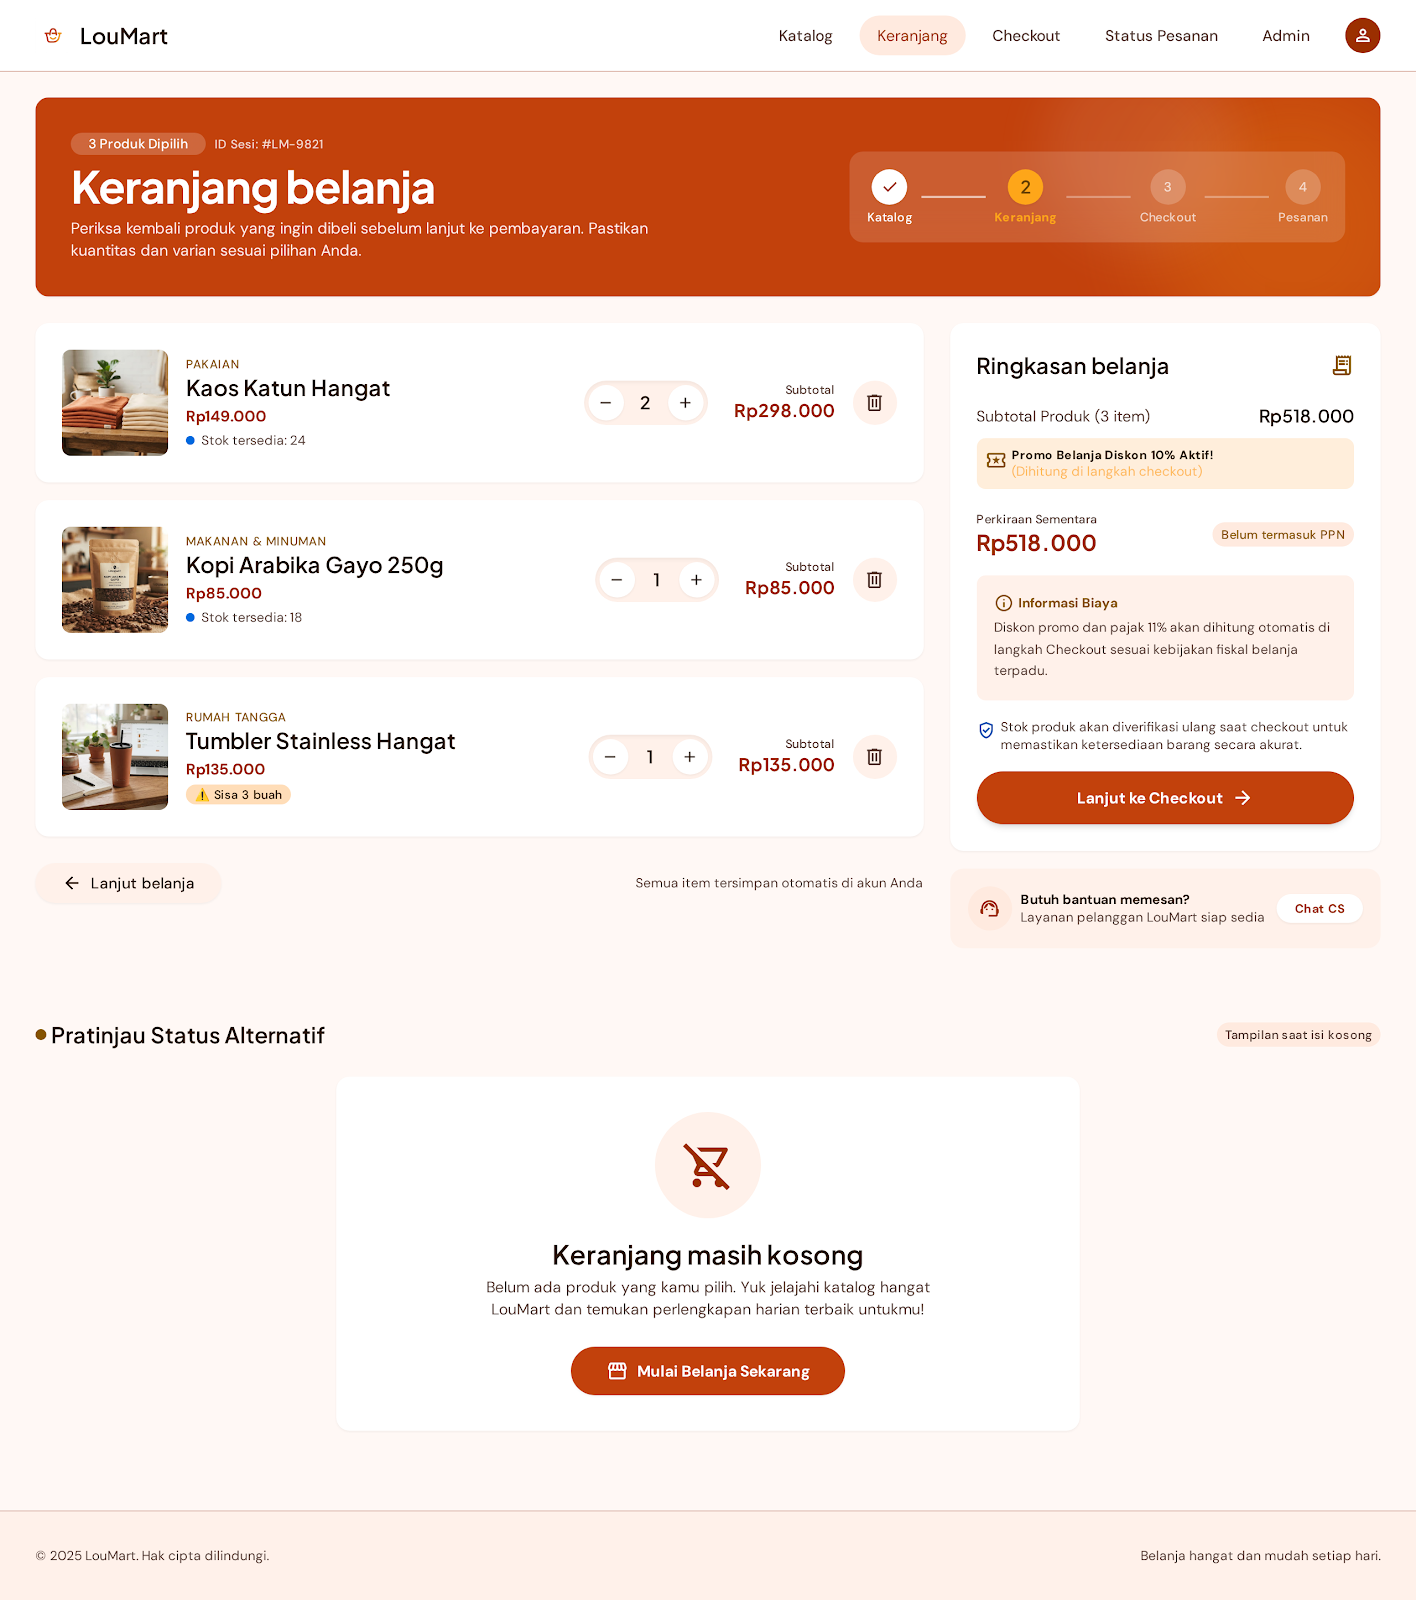 LouMart
Katalog
Keranjang
Checkout
Status Pesanan
Admin
3 Produk Dipilih
ID Sesi: #LM-9821
Keranjang belanja
Periksa kembali produk yang ingin dibeli sebelum lanjut ke pembayaran. Pastikan
kuantitas dan varian sesuai pilihan Anda.
Katalog
2
Keranjang
3
Checkout
4
Pesanan
PAKAIAN
Kaos Katun Hangat
Rp149.000
Stok tersedia: 24
2
Subtotal
Rp298.000
MAKANAN & MINUMAN
Kopi Arabika Gayo 250g
Rp85.000
Stok tersedia: 18
1
Subtotal
Rp85.000
RUMAH TANGGA
Tumbler Stainless Hangat
Rp135.000
Sisa 3 buah
1
Subtotal
Rp135.000
Lanjut belanja
Semua item tersimpan otomatis di akun Anda
Ringkasan belanja
Subtotal Produk (3 item)
Rp518.000
Promo Belanja Diskon 10% Aktif!
(Dihitung di langkah checkout)
Perkiraan Sementara
Rp518.000
Belum termasuk PPN
Informasi Biaya
Diskon promo dan pajak 11% akan dihitung otomatis di
langkah Checkout sesuai kebijakan fiskal belanja
terpadu.
Stok produk akan diverifikasi ulang saat checkout untuk
memastikan ketersediaan barang secara akurat.
Lanjut ke Checkout
Butuh bantuan memesan?
Layanan pelanggan LouMart siap sedia
Chat CS
Pratinjau Status Alternatif
Tampilan saat isi kosong
Keranjang masih kosong
Belum ada produk yang kamu pilih. Yuk jelajahi katalog hangat
LouMart dan temukan perlengkapan harian terbaik untukmu!
Mulai Belanja Sekarang
© 2025 LouMart. Hak cipta dilindungi.
Belanja hangat dan mudah setiap hari.